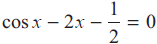 cos x − 2x − 1/2 = 0